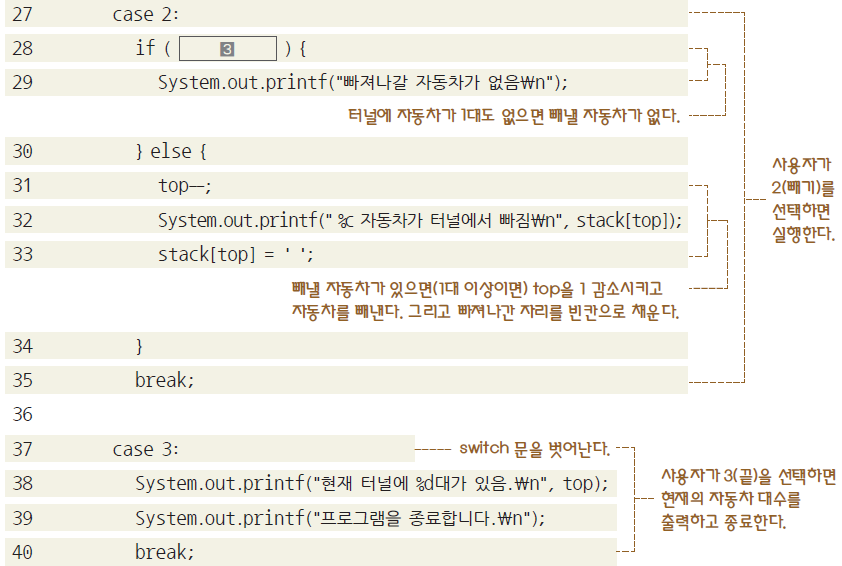 27 case 2:
28 if ( 3 ) {
29 System.out.printf("빠져나갈 자동차가 없음₩n");
터널에 자동차가 1대도 없으면 빼낼 자동차가 없다.
30 } else {
31 top--;
32 System.out.printf(" %c 자동차가 터널에서 빠짐₩n", stack[top]);
33 stack[top] = ' ';
빼낼 자동차가 있으면(1대 이상이면) top을 1 감소시키고
자동차를 빼낸다. 그리고 빠져나간 자리를 빈칸으로 채운다.
34 }
35 break;
사용자가
2(빼기)를
선택하면
실행한다.
36
37 case 3:
switch 문을 벗어난다.
38 System.out.printf("현재 터널에 %d대가 있음.₩n", top);
39 System.out.printf("프로그램을 종료합니다.₩n");
40 break;
사용자가 3(끝)을 선택하면
현재의 자동차 대수를
출력하고 종료한다.